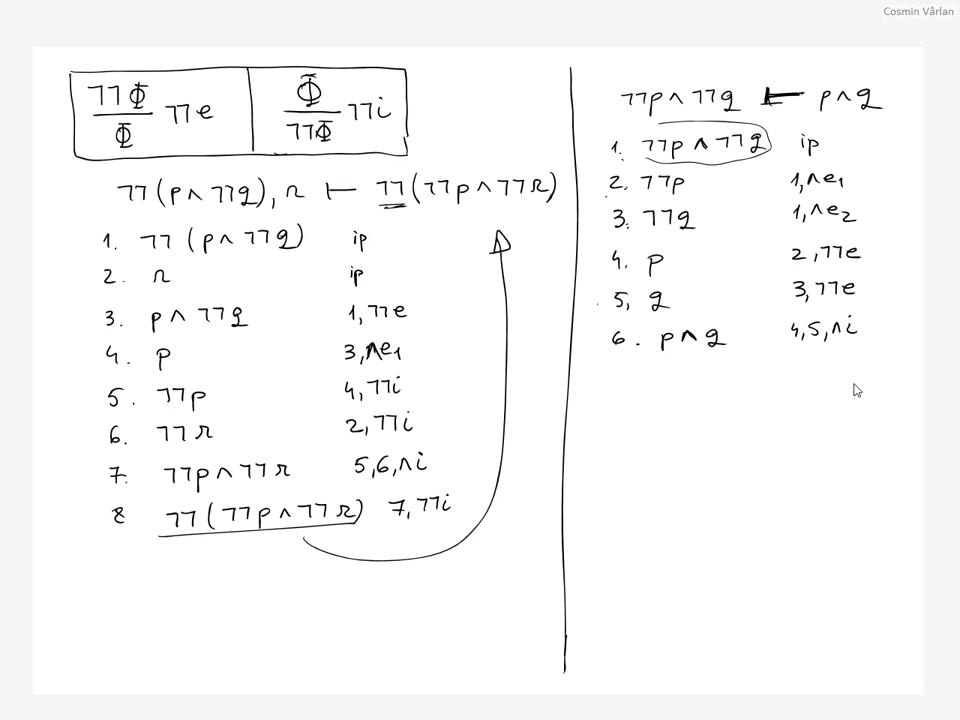 Cosmin Vârlan
¬¬Φ
Φ
¬¬e
Φ
¬¬Φ
¬¬i
¬¬(p∧¬¬q), r ⊢ ¬¬(¬¬p∧¬¬r)
1. ¬¬(p∧¬¬q) ip
2. r ip
3. p∧¬¬q 1,¬¬e
4. p 3,∧e₁
5. ¬¬p 4,¬¬i
6. ¬¬r 2,¬¬i
7. ¬¬p∧¬¬r 5,6,∧i
8 ¬¬(¬¬p∧¬¬r) 7,¬¬i
¬¬p∧¬¬q ⊢ p∧q
1. ¬¬p∧¬¬q ip
2. ¬¬p 1,∧e₁
3. ¬¬q 1,∧e₂
4. p 2,¬¬e
5, q 3,¬¬e
6. p∧q 4,5,∧i